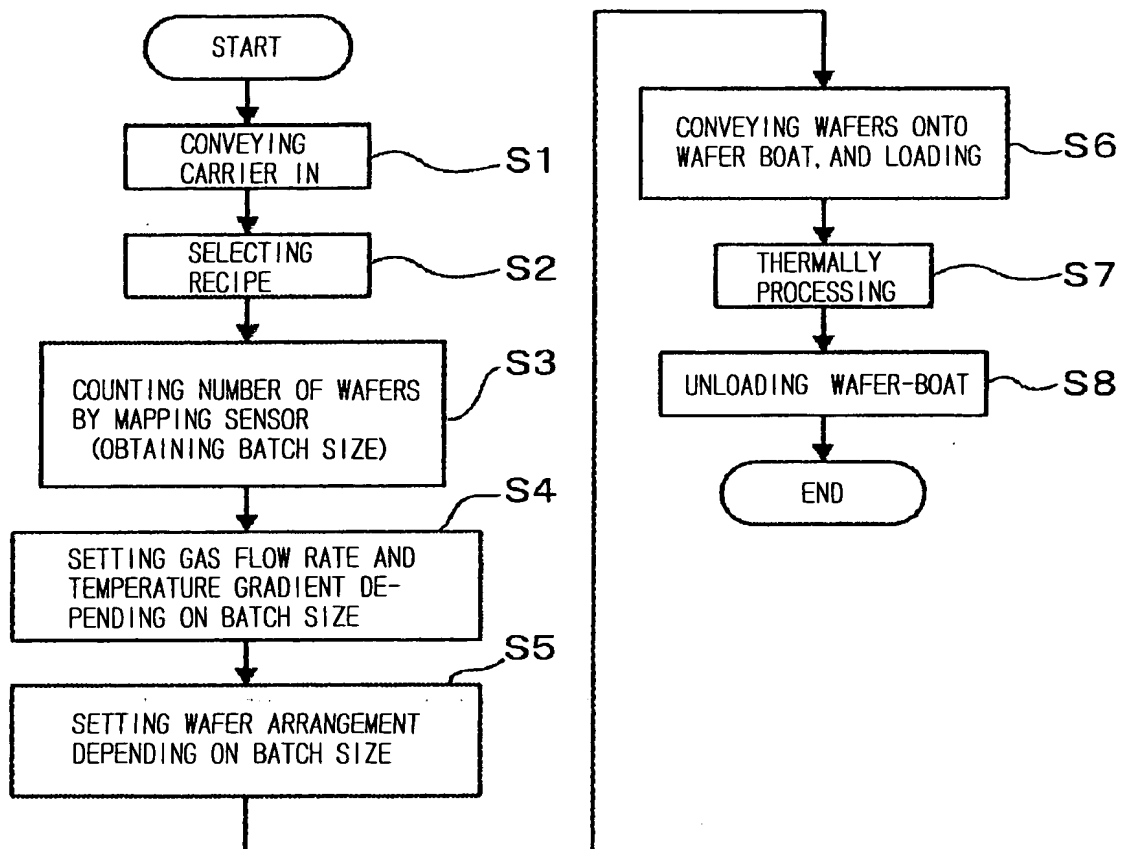 START
CONVEYING
CARRIER IN
S1
SELECTING
RECIPE
S2
COUNTING NUMBER OF WAFERS
BY MAPPING SENSOR
(OBTAINING BATCH SIZE)
S3
SETTING GAS FLOW RATE AND
TEMPERATURE GRADIENT DE-
PENDING ON BATCH SIZE
S4
SETTING WAFER ARRANGEMENT
DEPENDING ON BATCH SIZE
S5
CONVEYING WAFERS ONTO
WAFER BOAT, AND LOADING
S6
THERMALLY
PROCESSING
S7
UNLOADING WAFER-BOAT
S8
END